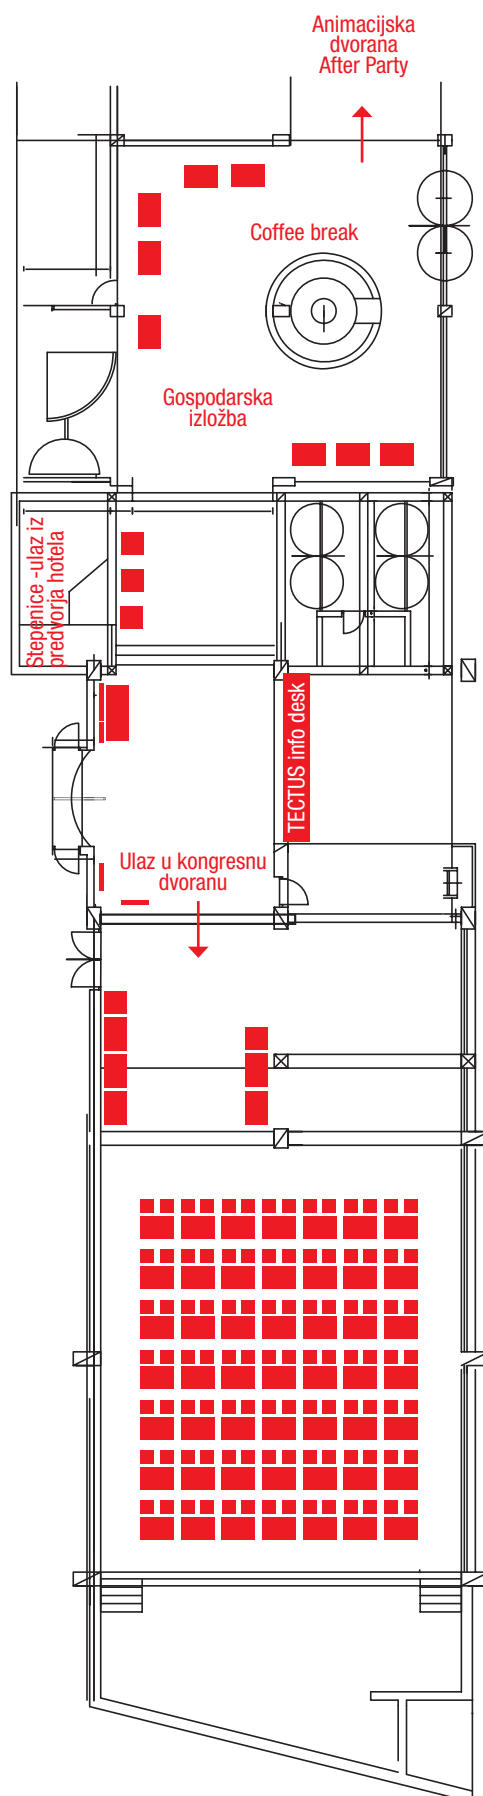 Animacijska
dvorana
After Party
Coffee break
Gospodarska
izložba
Stepenice -ulaz iz
predvorja hotela
TECTUS info desk
Ulaz u kongresnu
dvoranu